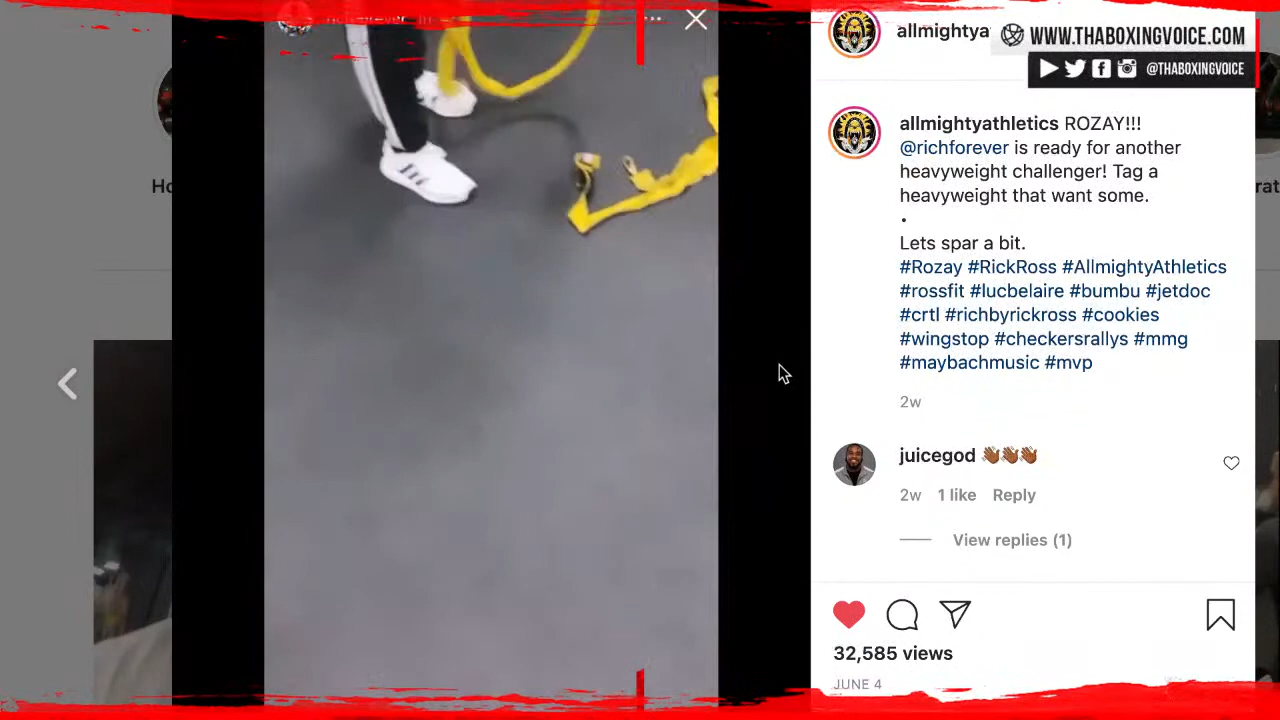 WWW.THABOXINGVOICE.COM
@THABOXINGVOICE
allmightya
allmightyathletics ROZAY!!!
@richforever is ready for another
heavyweight challenger! Tag a
heavyweight that want some.
•
Lets spar a bit.
#Rozay #RickRoss #AllmightyAthletics
#rossfit #lucbelaire #bumbu #jetdoc
#crtl #richbyrickross #cookies
#wingstop #checkersrallys #mmg
#maybachmusic #mvp
2w
juicegod 👋🏾👋🏾👋🏾
2w 1 like Reply
View replies (1)
32,585 views
JUNE 4
Ho
rat